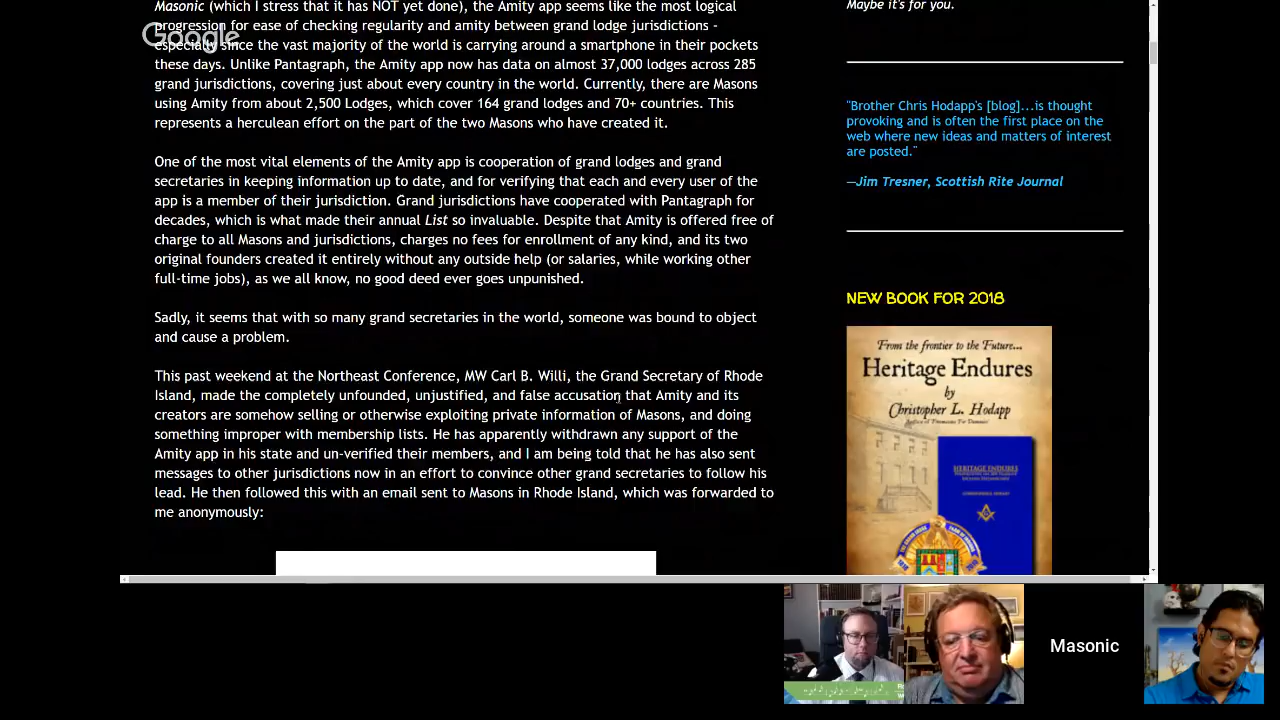 Masonic (which I stress that it has NOT yet done), the Amity app seems like the most logical
progression for ease of checking regularity and amity between grand lodge jurisdictions -
especially since the vast majority of the world is carrying around a smartphone in their pockets
these days. Unlike Pantagraph, the Amity app now has data on almost 37,000 lodges across 285
grand jurisdictions, covering just about every country in the world. Currently, there are Masons
using Amity from about 2,500 Lodges, which cover 164 grand lodges and 70+ countries. This
represents a herculean effort on the part of the two Masons who have created it.
One of the most vital elements of the Amity app is cooperation of grand lodges and grand
secretaries in keeping information up to date, and for verifying that each and every user of the
app is a member of their jurisdiction. Grand jurisdictions have cooperated with Pantagraph for
decades, which is what made their annual List so invaluable. Despite that Amity is offered free of
charge to all Masons and jurisdictions, charges no fees for enrollment of any kind, and its two
original founders created it entirely without any outside help (or salaries, while working other
full-time jobs), as we all know, no good deed ever goes unpunished.
Sadly, it seems that with so many grand secretaries in the world, someone was bound to object
and cause a problem.
This past weekend at the Northeast Conference, MW Carl B. Willi, the Grand Secretary of Rhode
Island, made the completely unfounded, unjustified, and false accusation that Amity and its
creators are somehow selling or otherwise exploiting private information of Masons, and doing
something improper with membership lists. He has apparently withdrawn any support of the
Amity app in his state and un-verified their members, and I am being told that he has also sent
messages to other jurisdictions now in an effort to convince other grand secretaries to follow his
lead. He then followed this with an email sent to Masons in Rhode Island, which was forwarded to
me anonymously:
Google
Maybe it's for you.
"Brother Chris Hodapp's [blog]...is thought
provoking and is often the first place on the
web where new ideas and matters of interest
are posted."
—Jim Tresner, Scottish Rite Journal
NEW BOOK FOR 2018
From the frontier to the Future...
Heritage Endures
by
Christopher L. Hodapp
HERITAGE ENDURES
Masonic